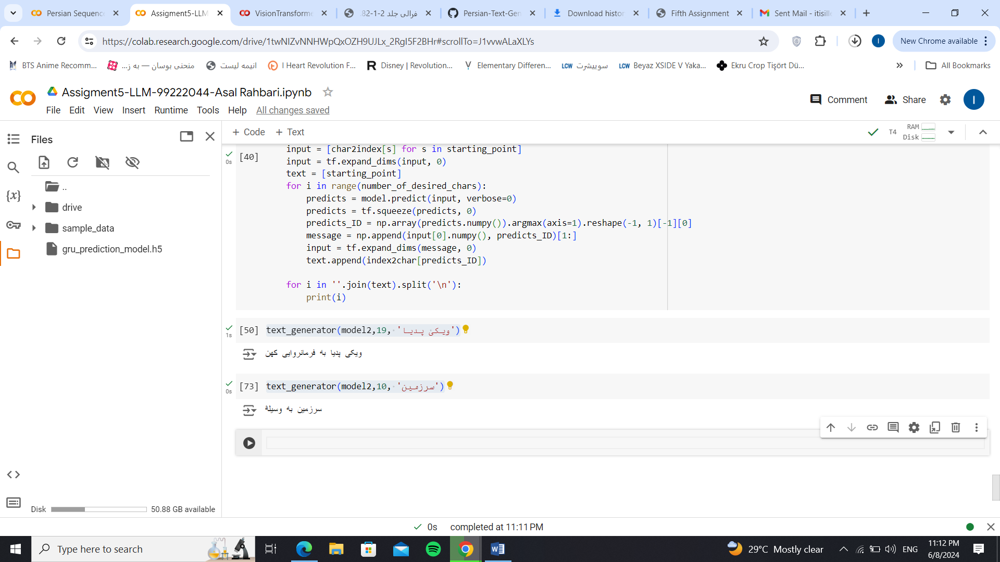 Persian Sequence
Assigment5-LLM
VisionTransforme
فرالی جلد 2-1-82.
Persian-Text-Gen
Download histor
Fifth Assignment
Sent Mail - itisille
https://colab.research.google.com/drive/1twNIZvNNHWpQxOZH9UJLx_2RgI5F2BHr#scrollTo=J1vvwALaXLYs
New Chrome available
BTS Anime Recomm...
منحنی بوسان — به ز...
انیمه لیست
I Heart Revolution F...
Disney | Revolution...
Elementary Differen...
LCW سوییشرت
LCW Beyaz XSIDE V Yaka...
Ekru Crop Tişört Dü...
All Bookmarks
Assigment5-LLM-99222044-Asal Rahbari.ipynb
Comment
Share
I
File Edit View Insert Runtime Tools Help All changes saved
Files
+ Code + Text
T4
RAM
Disk
..
drive
sample_data
gru_prediction_model.h5
{x}
0s
[40]
input = [char2index[s] for s in starting_point]
input = tf.expand_dims(input, 0)
text = [starting_point]
for i in range(number_of_desired_chars):
predicts = model.predict(input, verbose=0)
predicts = tf.squeeze(predicts, 0)
predicts_ID = np.array(predicts.numpy()).argmax(axis=1).reshape(-1, 1)[-1][0]
message = np.append(input[0].numpy(), predicts_ID)[1:]
input = tf.expand_dims(message, 0)
text.append(index2char[predicts_ID])
for i in ''.join(text).split('\n'):
print(i)
1s
[50] text_generator(model2,19, 'ویکی پدیا')
ویکی پدیا به فرمانروایی کهن
0s
[73] text_generator(model2,10, 'سرزمین')
سرزمین به وسیلهٔ
Disk 50.88 GB available
0s completed at 11:11 PM
Type here to search
29°C Mostly clear
ENG
11:12 PM
6/8/2024